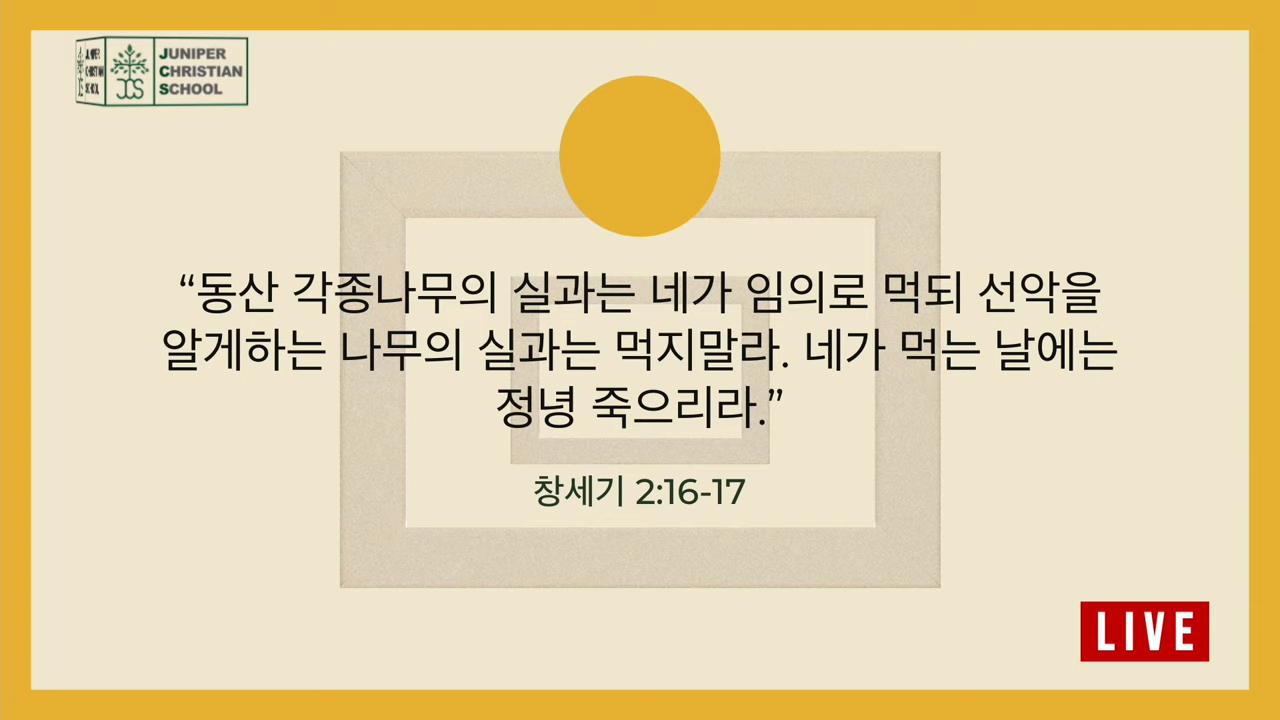 JUNIPER
CHRISTIAN
SCHOOL
JCS
“동산 각종나무의 실과는 네가 임의로 먹되 선악을
알게하는 나무의 실과는 먹지말라. 네가 먹는 날에는
정녕 죽으리라.”
창세기 2:16-17
LIVE